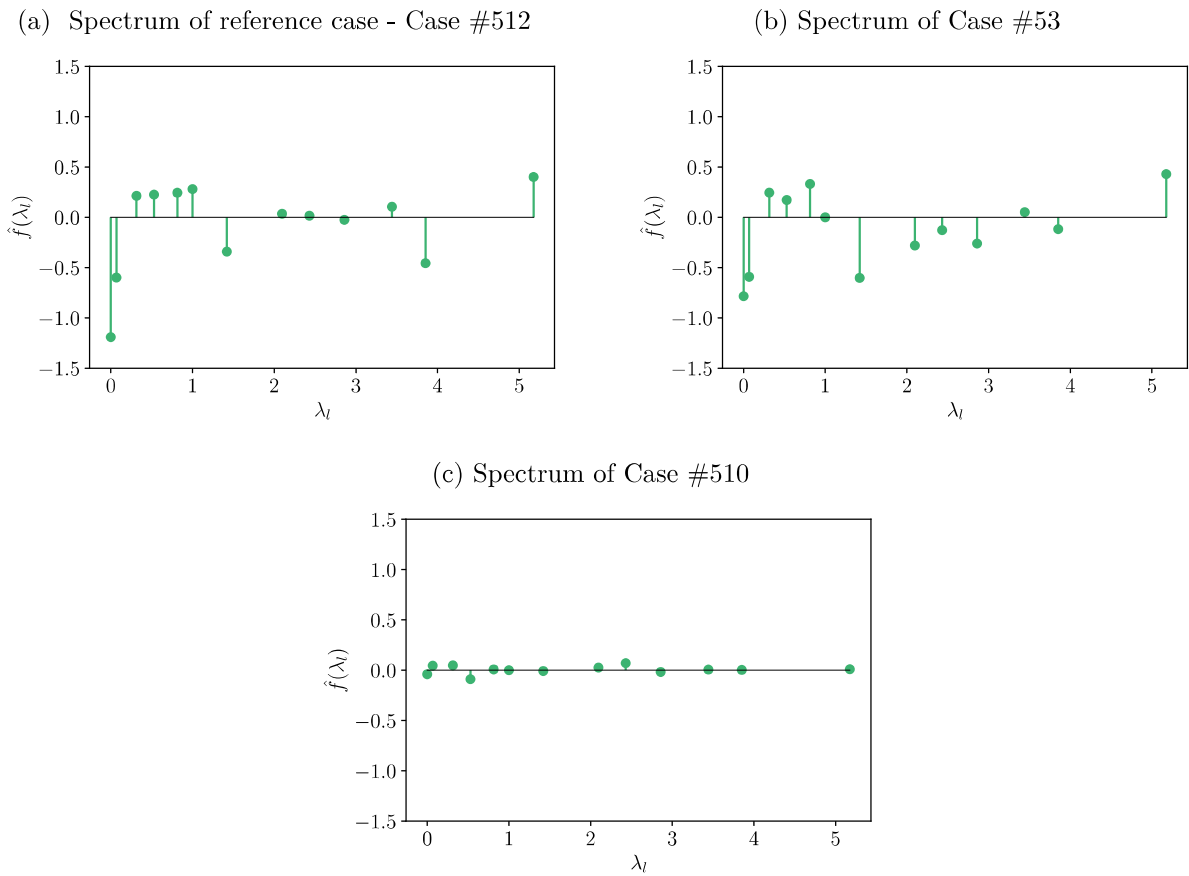 (a) Spectrum of reference case - Case #512
1.5
1.0
0.5
0.0
−0.5
−1.0
−1.5
f̂(λₗ)
0 1 2 3 4 5
λₗ
(b) Spectrum of Case #53
1.5
1.0
0.5
0.0
−0.5
−1.0
−1.5
f̂(λₗ)
0 1 2 3 4 5
λₗ
(c) Spectrum of Case #510
1.5
1.0
0.5
0.0
−0.5
−1.0
−1.5
f̂(λₗ)
0 1 2 3 4 5
λₗ